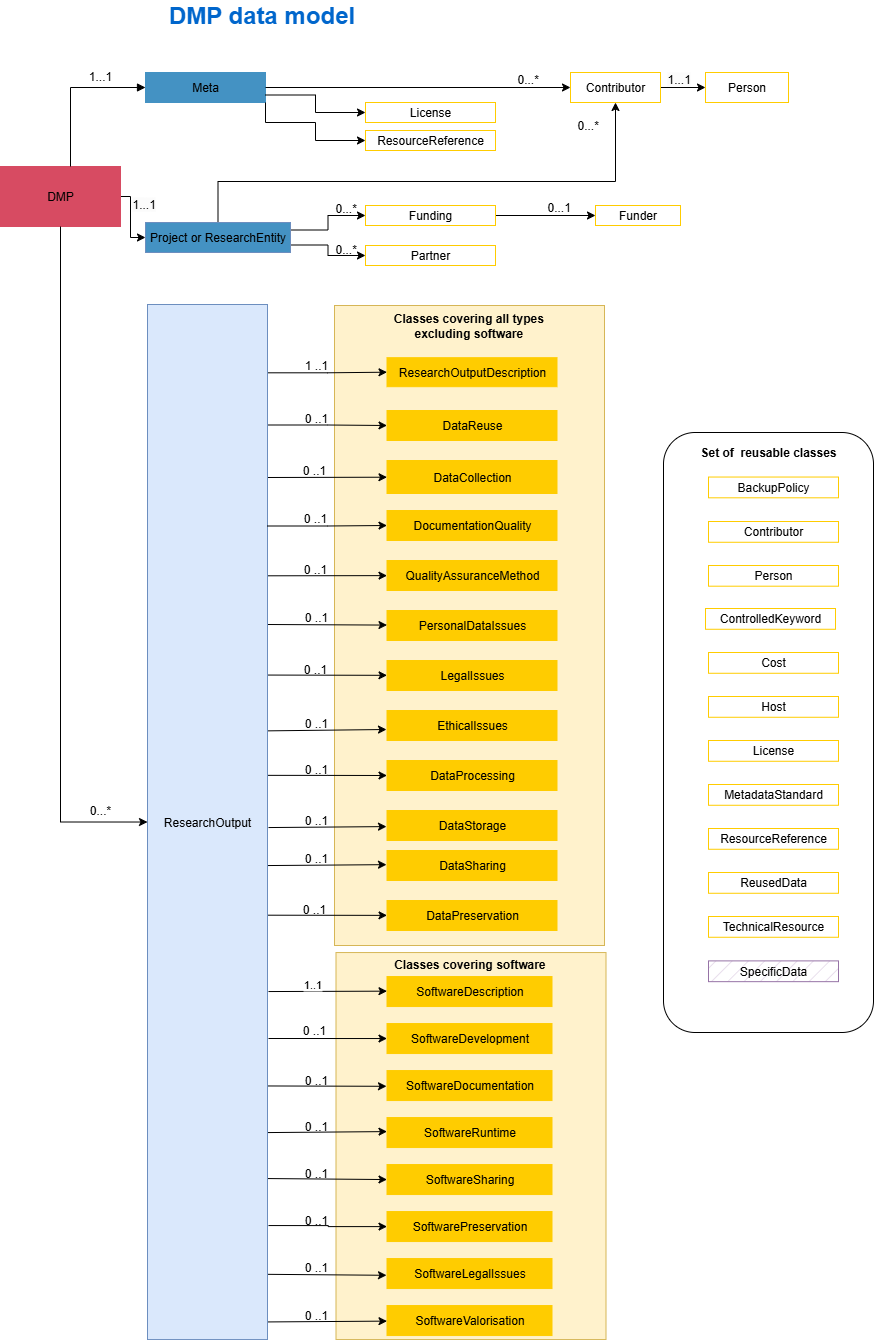 DMP data model
1...1
Meta
0...*
Contributor
1...1
Person
License
0...*
ResourceReference
DMP
1...1
0...*
Funding
0...1
Funder
Project or ResearchEntity
0...*
Partner
Classes covering all types
excluding software
1 ..1
ResearchOutputDescription
0 ..1
DataReuse
0 ..1
DataCollection
0 ..1
DocumentationQuality
0 ..1
QualityAssuranceMethod
0 ..1
PersonalDataIssues
0 ..1
LegalIssues
0 ..1
EthicalIssues
0 ..1
DataProcessing
0...*
ResearchOutput
0 ..1
DataStorage
0 ..1
DataSharing
0 ..1
DataPreservation
Classes covering software
1..1
SoftwareDescription
0 ..1
SoftwareDevelopment
0 ..1
SoftwareDocumentation
0 ..1
SoftwareRuntime
0 ..1
SoftwareSharing
0 ..1
SoftwarePreservation
0 ..1
SoftwareLegalIssues
0 ..1
SoftwareValorisation
Set of  reusable classes
BackupPolicy
Contributor
Person
ControlledKeyword
Cost
Host
License
MetadataStandard
ResourceReference
ReusedData
TechnicalResource
SpecificData